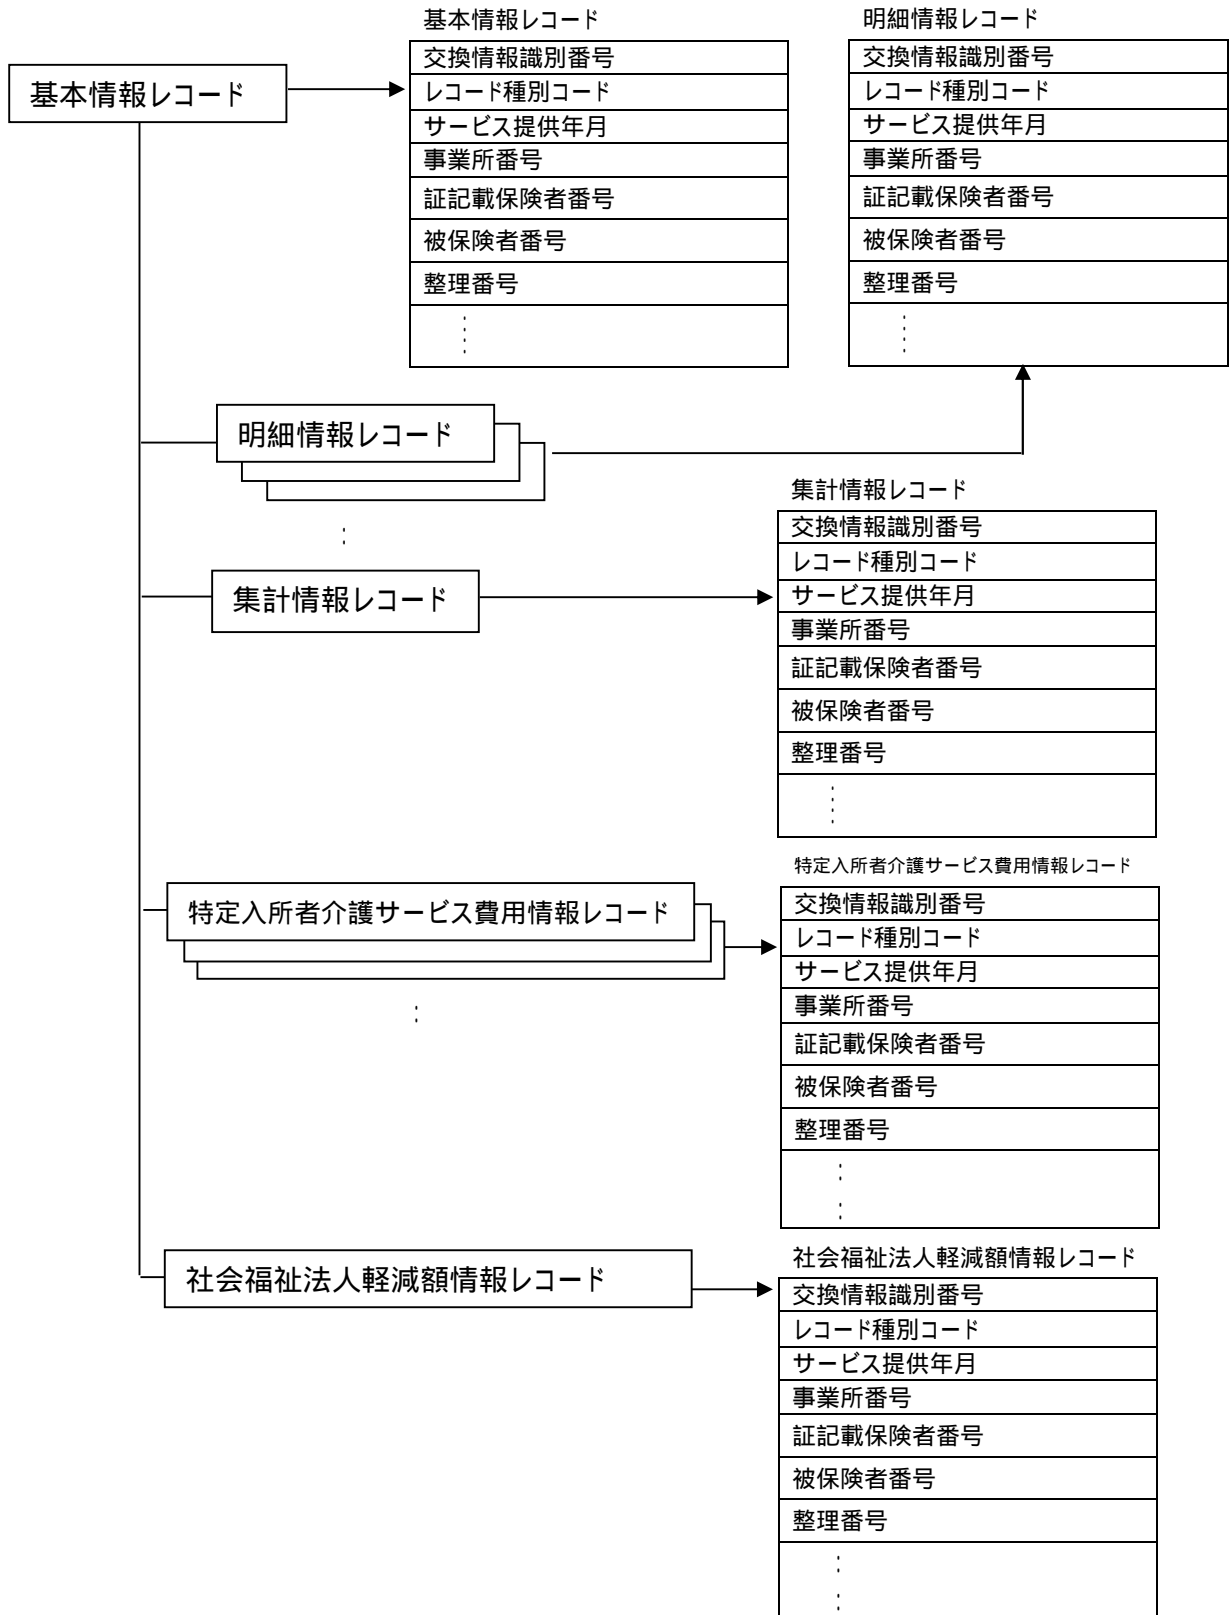 基本情報レコード
基本情報レコード
交換情報識別番号
レコード種別コード
サービス提供年月
事業所番号
証記載保険者番号
被保険者番号
整理番号
明細情報レコード
交換情報識別番号
レコード種別コード
サービス提供年月
事業所番号
証記載保険者番号
被保険者番号
整理番号
明細情報レコード
集計情報レコード
集計情報レコード
交換情報識別番号
レコード種別コード
サービス提供年月
事業所番号
証記載保険者番号
被保険者番号
整理番号
特定入所者介護サービス費用情報レコード
特定入所者介護サービス費用情報レコード
交換情報識別番号
レコード種別コード
サービス提供年月
事業所番号
証記載保険者番号
被保険者番号
整理番号
社会福祉法人軽減額情報レコード
社会福祉法人軽減額情報レコード
交換情報識別番号
レコード種別コード
サービス提供年月
事業所番号
証記載保険者番号
被保険者番号
整理番号